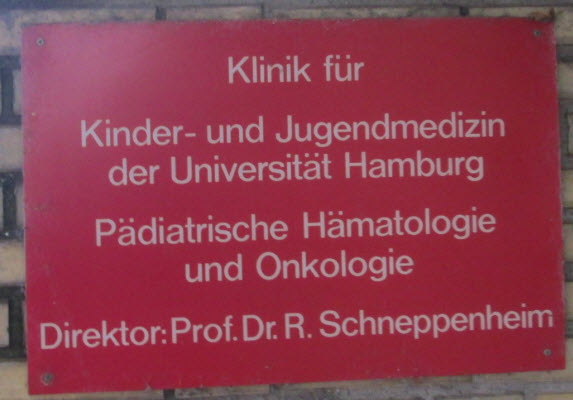 Klinik für
Kinder- und Jugendmedizin
der Universität Hamburg
Pädiatrische Hämatologie
und Onkologie
Direktor: Prof. Dr. R. Schneppenheim